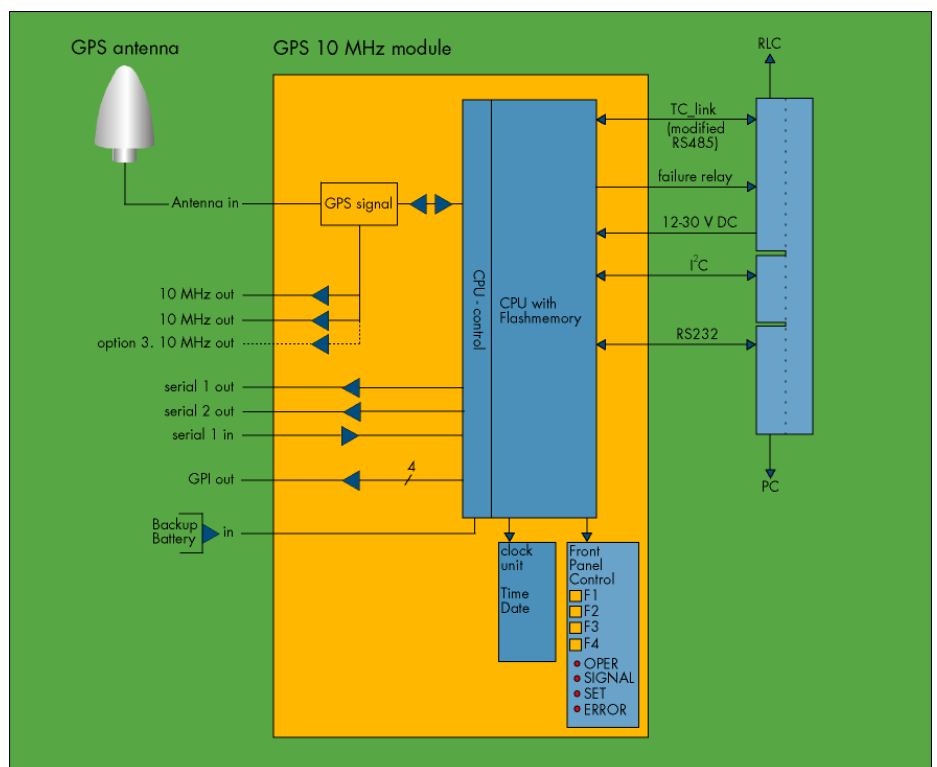 GPS antenna
GPS 10 MHz module
RLC
TC_link
(modified
RS485)
failure relay
12-30 V DC
I²C
RS232
PC
Antenna in
GPS signal
10 MHz out
10 MHz out
option 3. 10 MHz out
serial 1 out
serial 2 out
serial 1 in
GPI out
4
Backup
Battery
in
CPU - control
CPU with
Flashmemory
clock
unit
Time
Date
Front
Panel
Control
F1
F2
F3
F4
OPER
SIGNAL
SET
ERROR